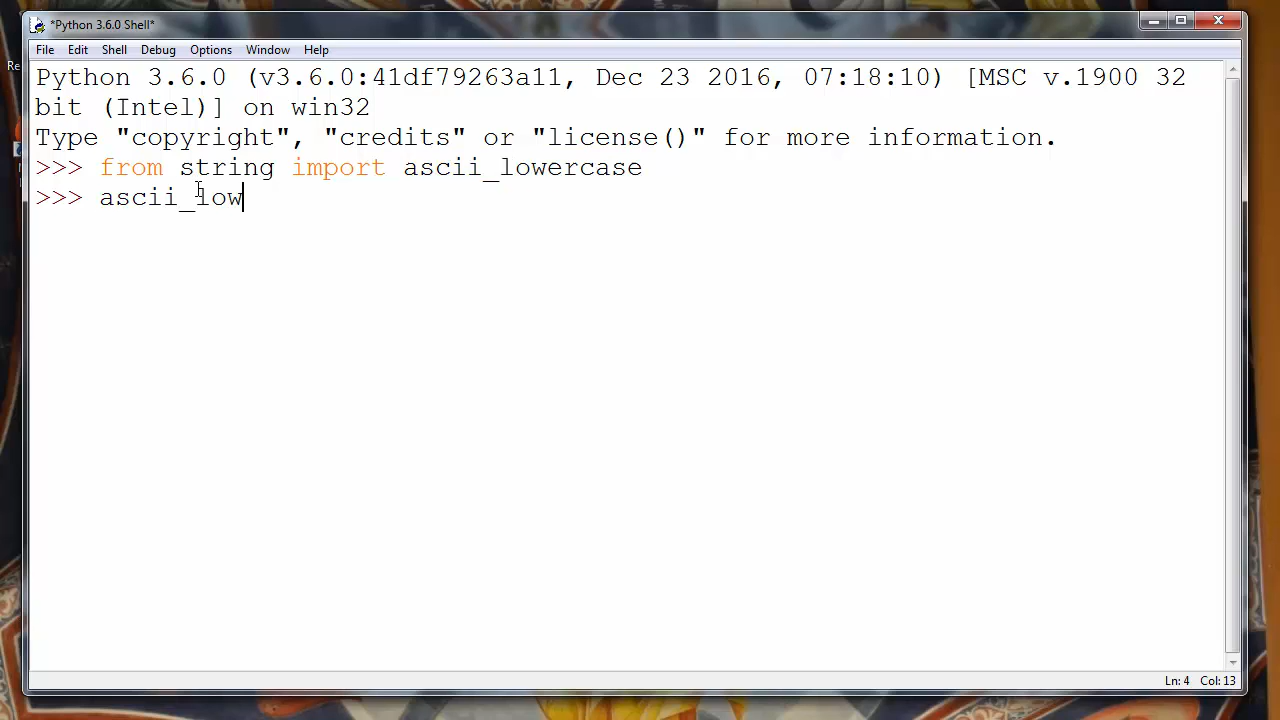 *Python 3.6.0 Shell*
File Edit Shell Debug Options Window Help
Python 3.6.0 (v3.6.0:41df79263a11, Dec 23 2016, 07:18:10) [MSC v.1900 32
bit (Intel)] on win32
Type "copyright", "credits" or "license()" for more information.
>>> from string import ascii_lowercase
>>> ascii_low
Ln: 4 Col: 13